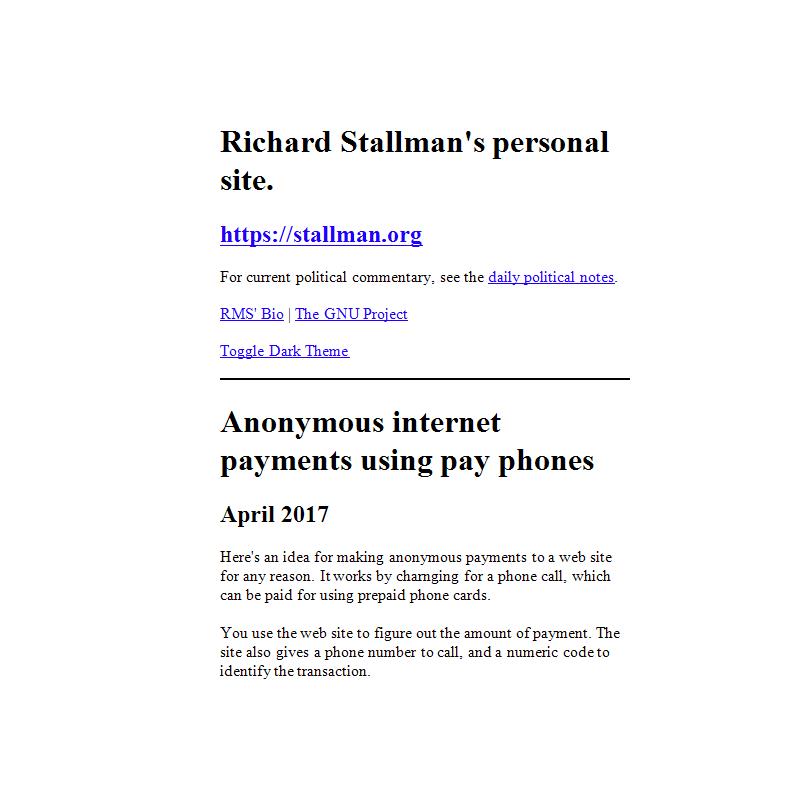 Richard Stallman's personal
site.
https://stallman.org
For current political commentary, see the daily political notes.
RMS' Bio | The GNU Project
Toggle Dark Theme
Anonymous internet
payments using pay phones
April 2017
Here's an idea for making anonymous payments to a web site
for any reason. It works by charnging for a phone call, which
can be paid for using prepaid phone cards.
You use the web site to figure out the amount of payment. The
site also gives a phone number to call, and a numeric code to
identify the transaction.